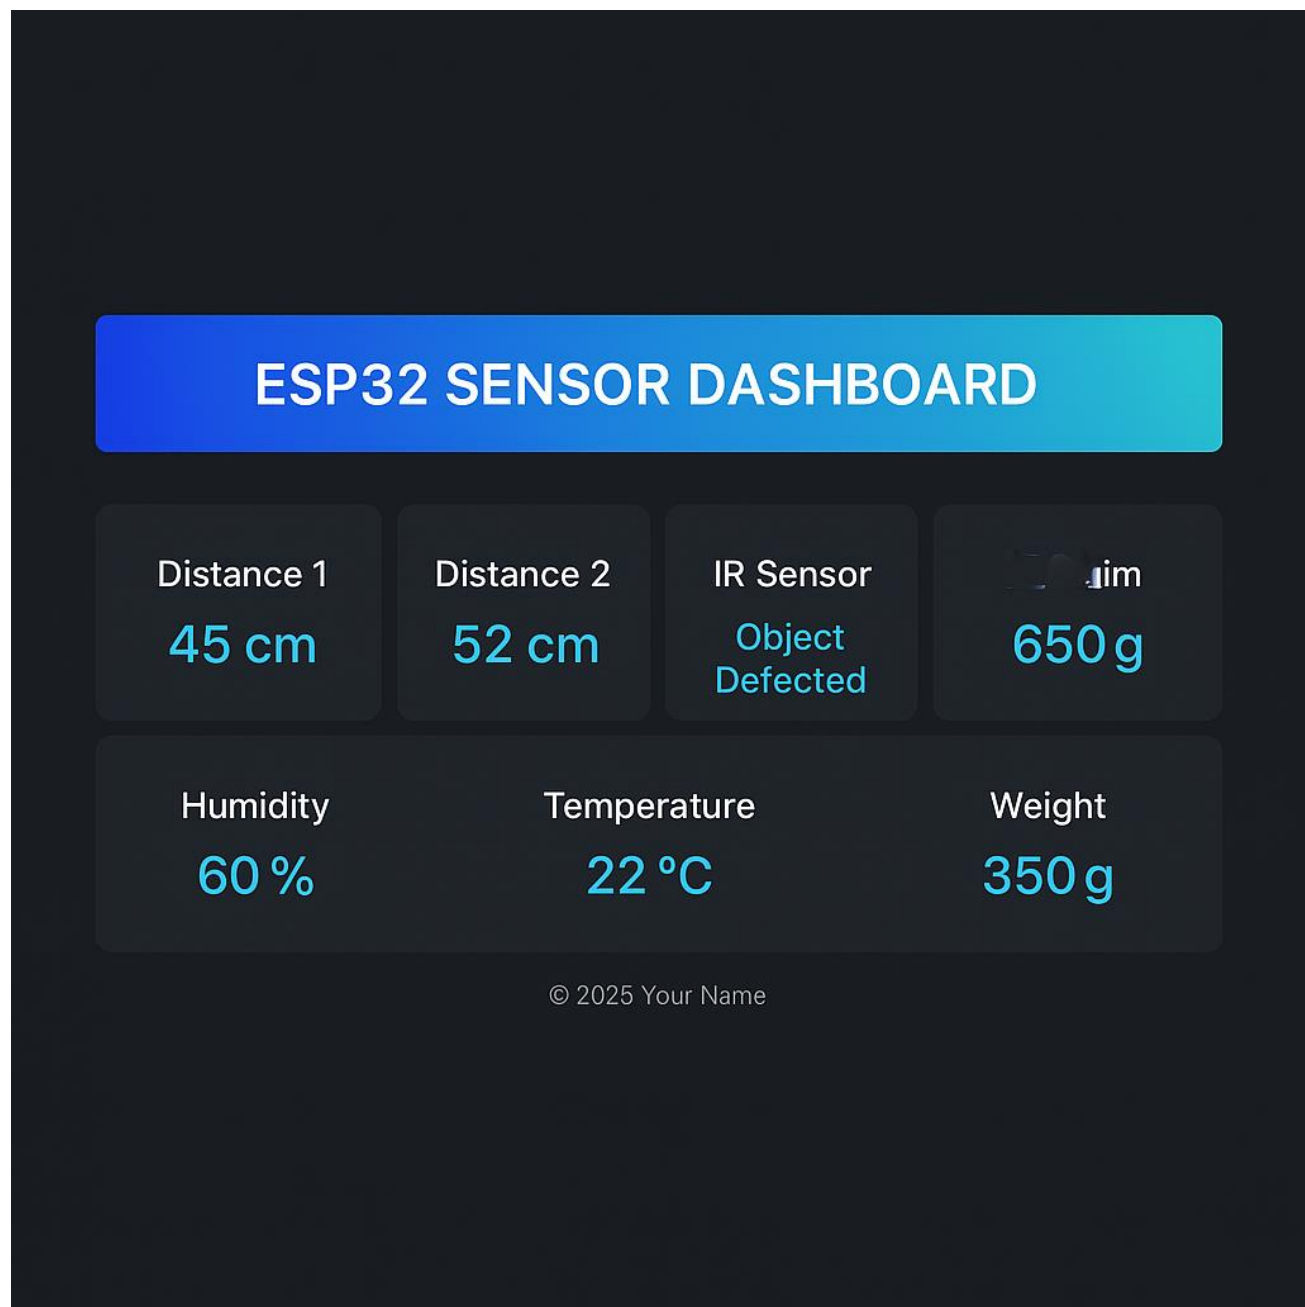 ESP32 SENSOR DASHBOARD
Distance 1
45 cm
Distance 2
52 cm
IR Sensor
Object
Defected
650 g
Humidity
60 %
Temperature
22 °C
Weight
350 g
© 2025 Your Name